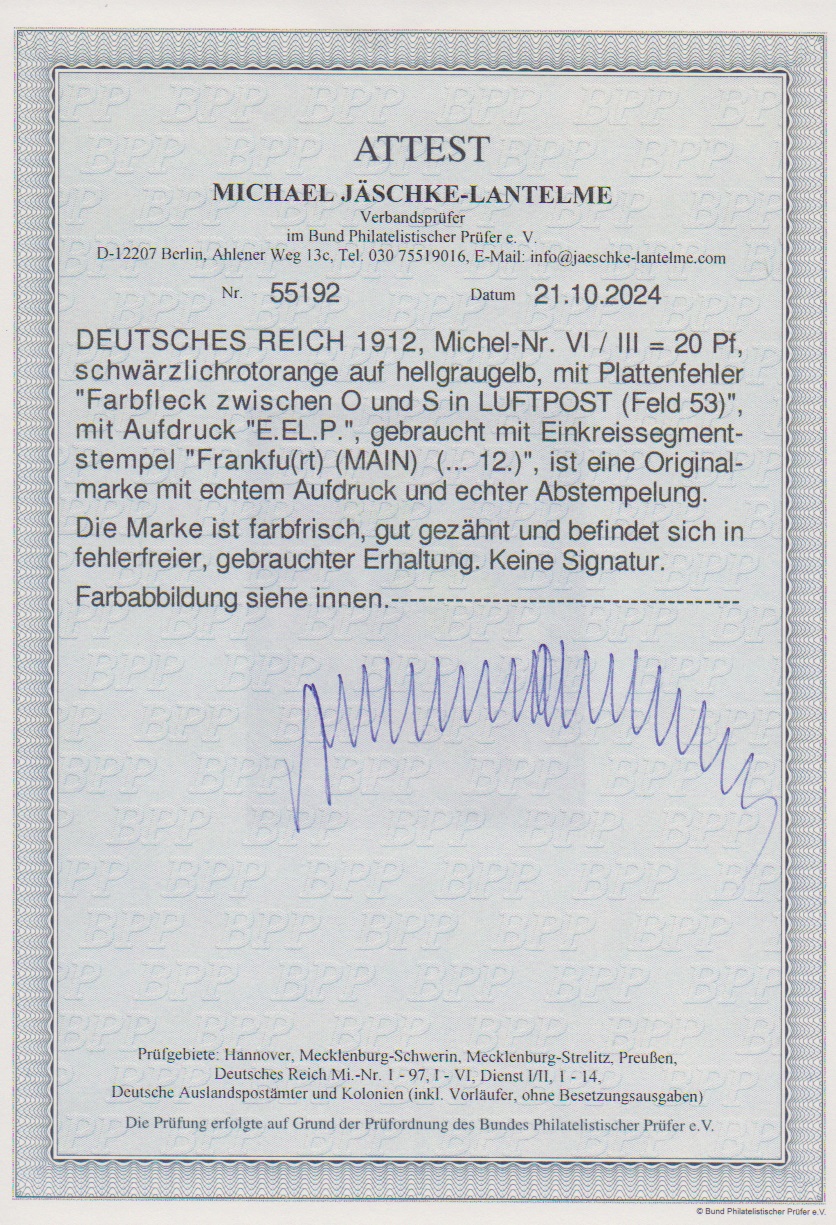 ATTEST
MICHAEL JÄSCHKE-LANTELME
Verbandsprüfer
im Bund Philatelistischer Prüfer e. V.
D-12207 Berlin, Ahlener Weg 13c, Tel. 030 75519016, E-Mail: info@jaeschke-lantelme.com
Nr. 55192 Datum 21.10.2024
DEUTSCHES REICH 1912, Michel-Nr. VI / III = 20 Pf,
schwärzlichrotorange auf hellgraugelb, mit Plattenfehler
"Farbfleck zwischen O und S in LUFTPOST (Feld 53)",
mit Aufdruck "E.EL.P.", gebraucht mit Einkreissegment-
stempel "Frankfu(rt) (MAIN) (... 12.)", ist eine Original-
marke mit echtem Aufdruck und echter Abstempelung.
Die Marke ist farbfrisch, gut gezähnt und befindet sich in
fehlerfreier, gebrauchter Erhaltung. Keine Signatur.
Farbabbildung siehe innen.---------------------------------------
Prüfgebiete: Hannover, Mecklenburg-Schwerin, Mecklenburg-Strelitz, Preußen,
Deutsches Reich Mi.-Nr. 1 - 97, I - VI, Dienst I/II, 1 - 14,
Deutsche Auslandspostämter und Kolonien (inkl. Vorläufer, ohne Besetzungsausgaben)
Die Prüfung erfolgte auf Grund der Prüfordnung des Bundes Philatelistischer Prüfer e.V.
© Bund Philatelistischer Prüfer e.V.